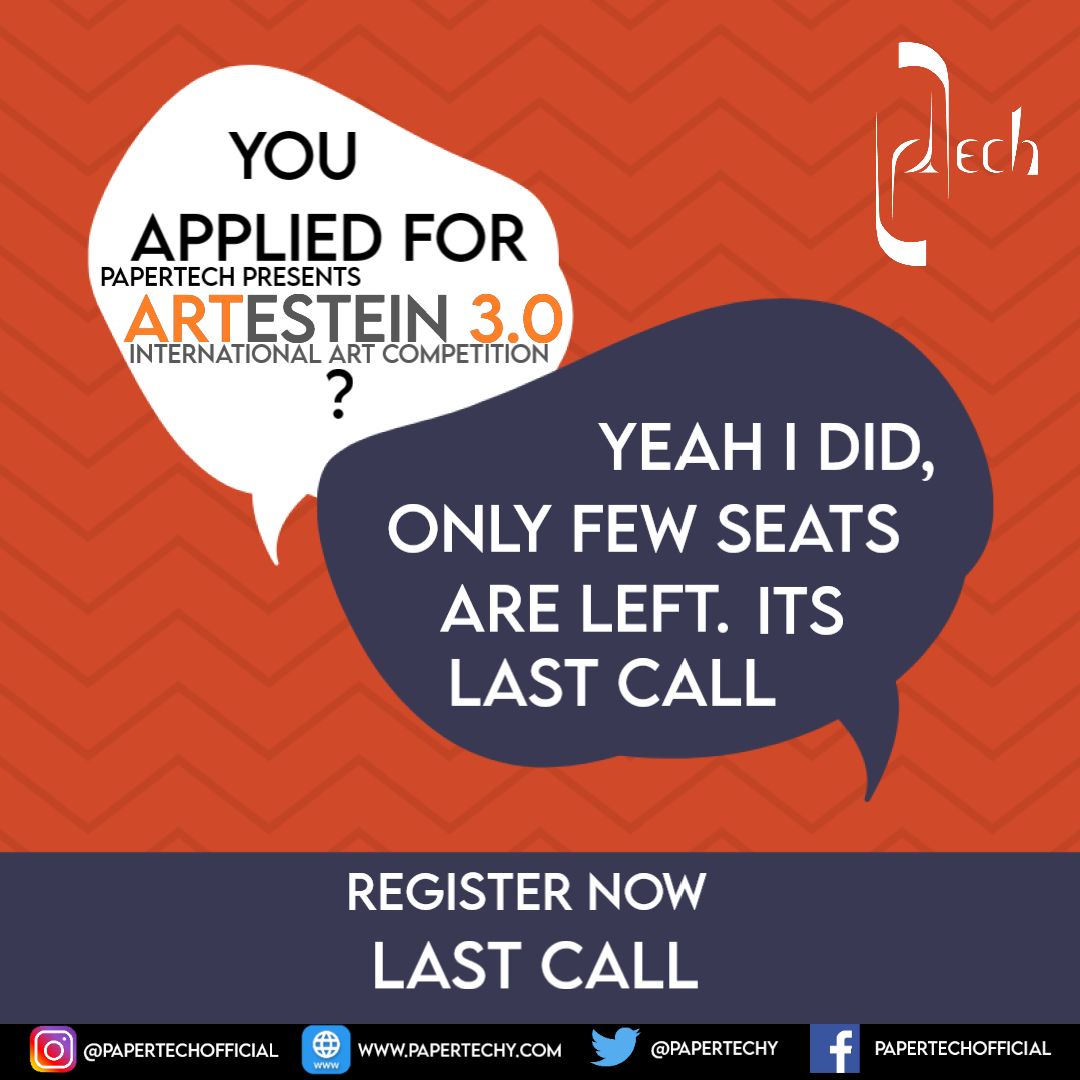 YOU
APPLIED FOR
PAPERTECH PRESENTS
ARTESTEIN 3.0
INTERNATIONAL ART COMPETITION
?
YEAH I DID,
ONLY FEW SEATS
ARE LEFT. ITS
LAST CALL
REGISTER NOW
LAST CALL
@PAPERTECHOFFICIAL
www
WWW.PAPERTECHY.COM
@PAPERTECHY
PAPERTECHOFFICIAL